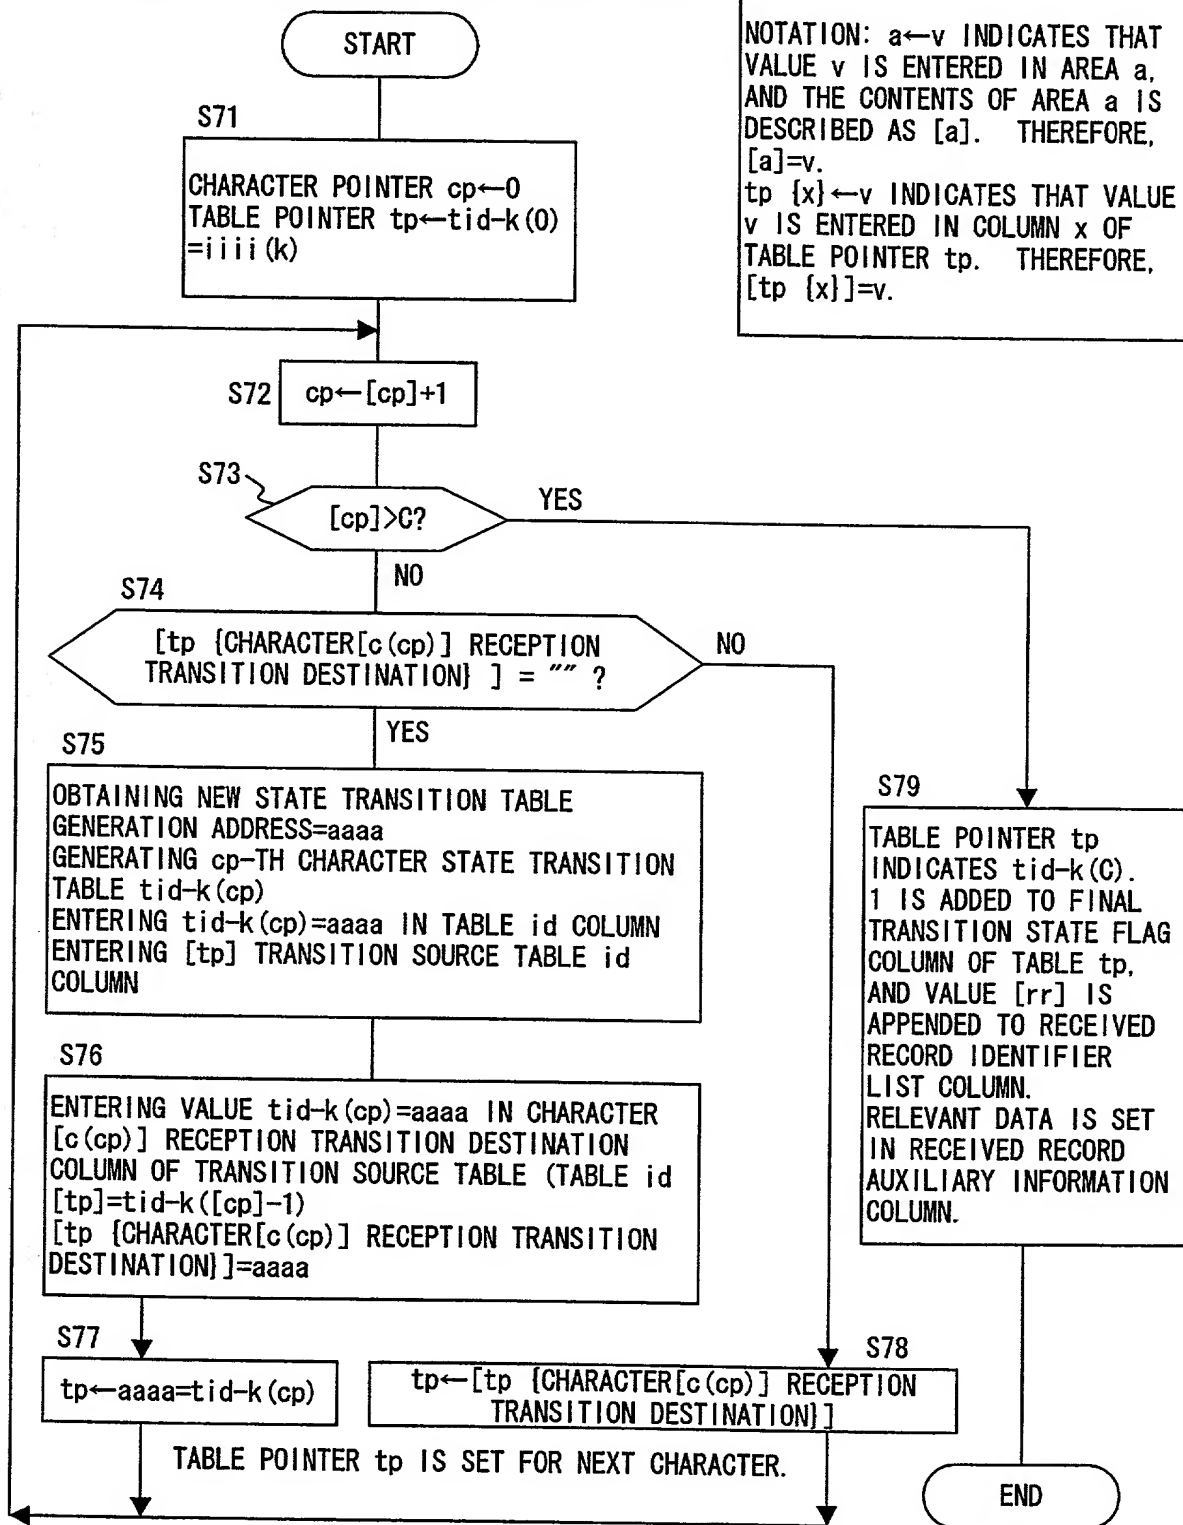 START
NOTATION: a←v INDICATES THAT
VALUE v IS ENTERED IN AREA a,
AND THE CONTENTS OF AREA a IS
DESCRIBED AS [a]. THEREFORE,
[a]=v.
tp {x}←v INDICATES THAT VALUE
v IS ENTERED IN COLUMN x OF
TABLE POINTER tp. THEREFORE,
[tp {x}]=v.
S71
CHARACTER POINTER cp←0
TABLE POINTER tp←tid-k(0)
=iiii(k)
S72
cp←[cp]+1
S73
[cp]>C?
YES
NO
S74
[tp {CHARACTER[c(cp)] RECEPTION
TRANSITION DESTINATION} ] = "" ?
NO
YES
S75
OBTAINING NEW STATE TRANSITION TABLE
GENERATION ADDRESS=aaaa
GENERATING cp-TH CHARACTER STATE TRANSITION
TABLE tid-k(cp)
ENTERING tid-k(cp)=aaaa IN TABLE id COLUMN
ENTERING [tp] TRANSITION SOURCE TABLE id
COLUMN
S76
ENTERING VALUE tid-k(cp)=aaaa IN CHARACTER
[c(cp)] RECEPTION TRANSITION DESTINATION
COLUMN OF TRANSITION SOURCE TABLE (TABLE id
[tp]=tid-k([cp]-1)
[tp {CHARACTER[c(cp)] RECEPTION TRANSITION
DESTINATION}]=aaaa
S77
tp←aaaa=tid-k(cp)
S78
tp←[tp {CHARACTER[c(cp)] RECEPTION
TRANSITION DESTINATION}]
TABLE POINTER tp IS SET FOR NEXT CHARACTER.
S79
TABLE POINTER tp
INDICATES tid-k(C).
1 IS ADDED TO FINAL
TRANSITION STATE FLAG
COLUMN OF TABLE tp,
AND VALUE [rr] IS
APPENDED TO RECEIVED
RECORD IDENTIFIER
LIST COLUMN.
RELEVANT DATA IS SET
IN RECEIVED RECORD
AUXILIARY INFORMATION
COLUMN.
END